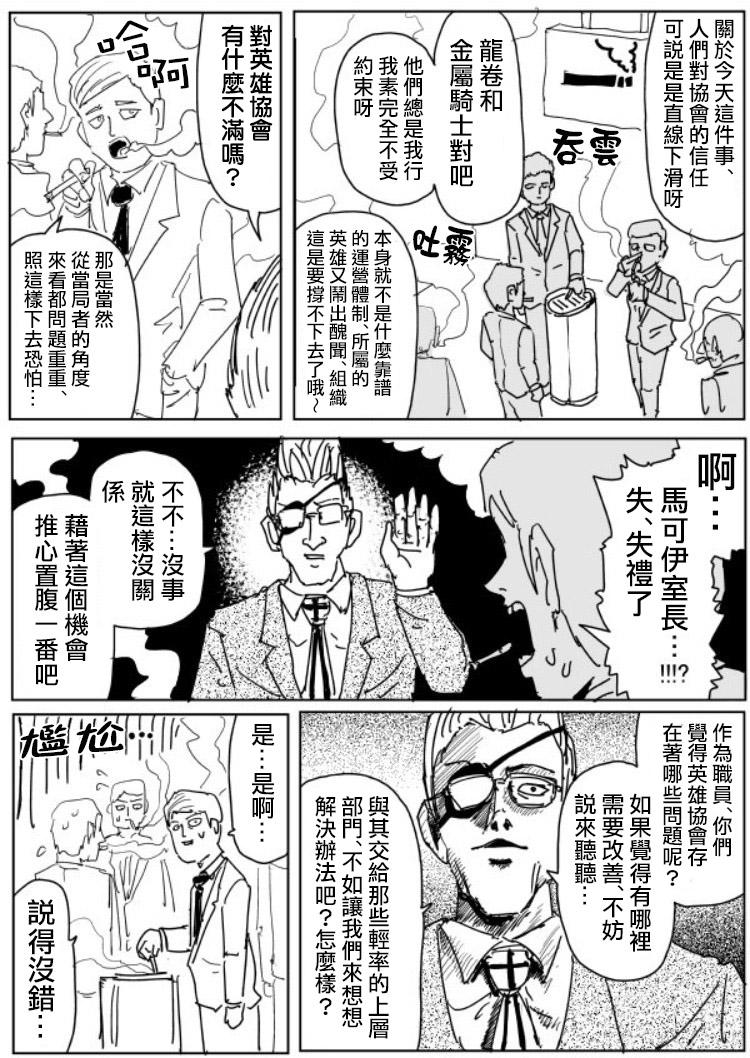 關於今天這件事、
人們對協會的信任
可說是是直線下滑呀
龍卷和
金屬騎士對吧
他們總是我行
我素完全不受
約束呀
吞雲
吐霧
本身就不是什麼靠譜
的運營體制、所屬的
英雄又鬧出醜聞、組織
這是要撐不下去了哦~
對英雄協會
有什麼不滿嗎？
哈啊
那是當然
從當局者的角度
來看都問題重重、
照這樣下去恐怕…
啊…
馬可伊室長…!!!?
失、失禮了
不不…沒事
就這樣沒關
係
藉著這個機會
推心置腹一番吧
作為職員、你們
覺得英雄協會存
在著哪些問題呢？
如果覺得有哪裡
需要改善、不妨
說來聽聽…
與其交給那些輕率的上層
部門、不如讓我們來想想
解決辦法吧？怎麼樣？
是…是啊…
尷尬…
說得沒錯…